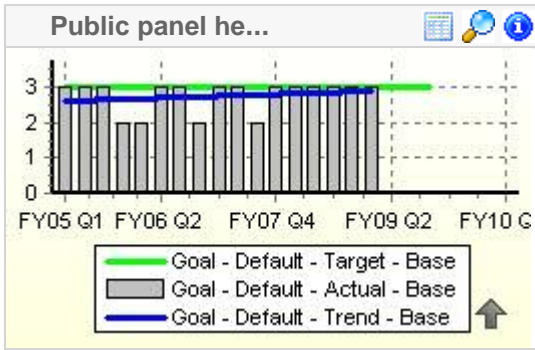 Public panel he...
3
2
1
0
FY05 Q1 FY06 Q2 FY07 Q4 FY09 Q2 FY10 Q
Goal - Default - Target - Base
Goal - Default - Actual - Base
Goal - Default - Trend - Base